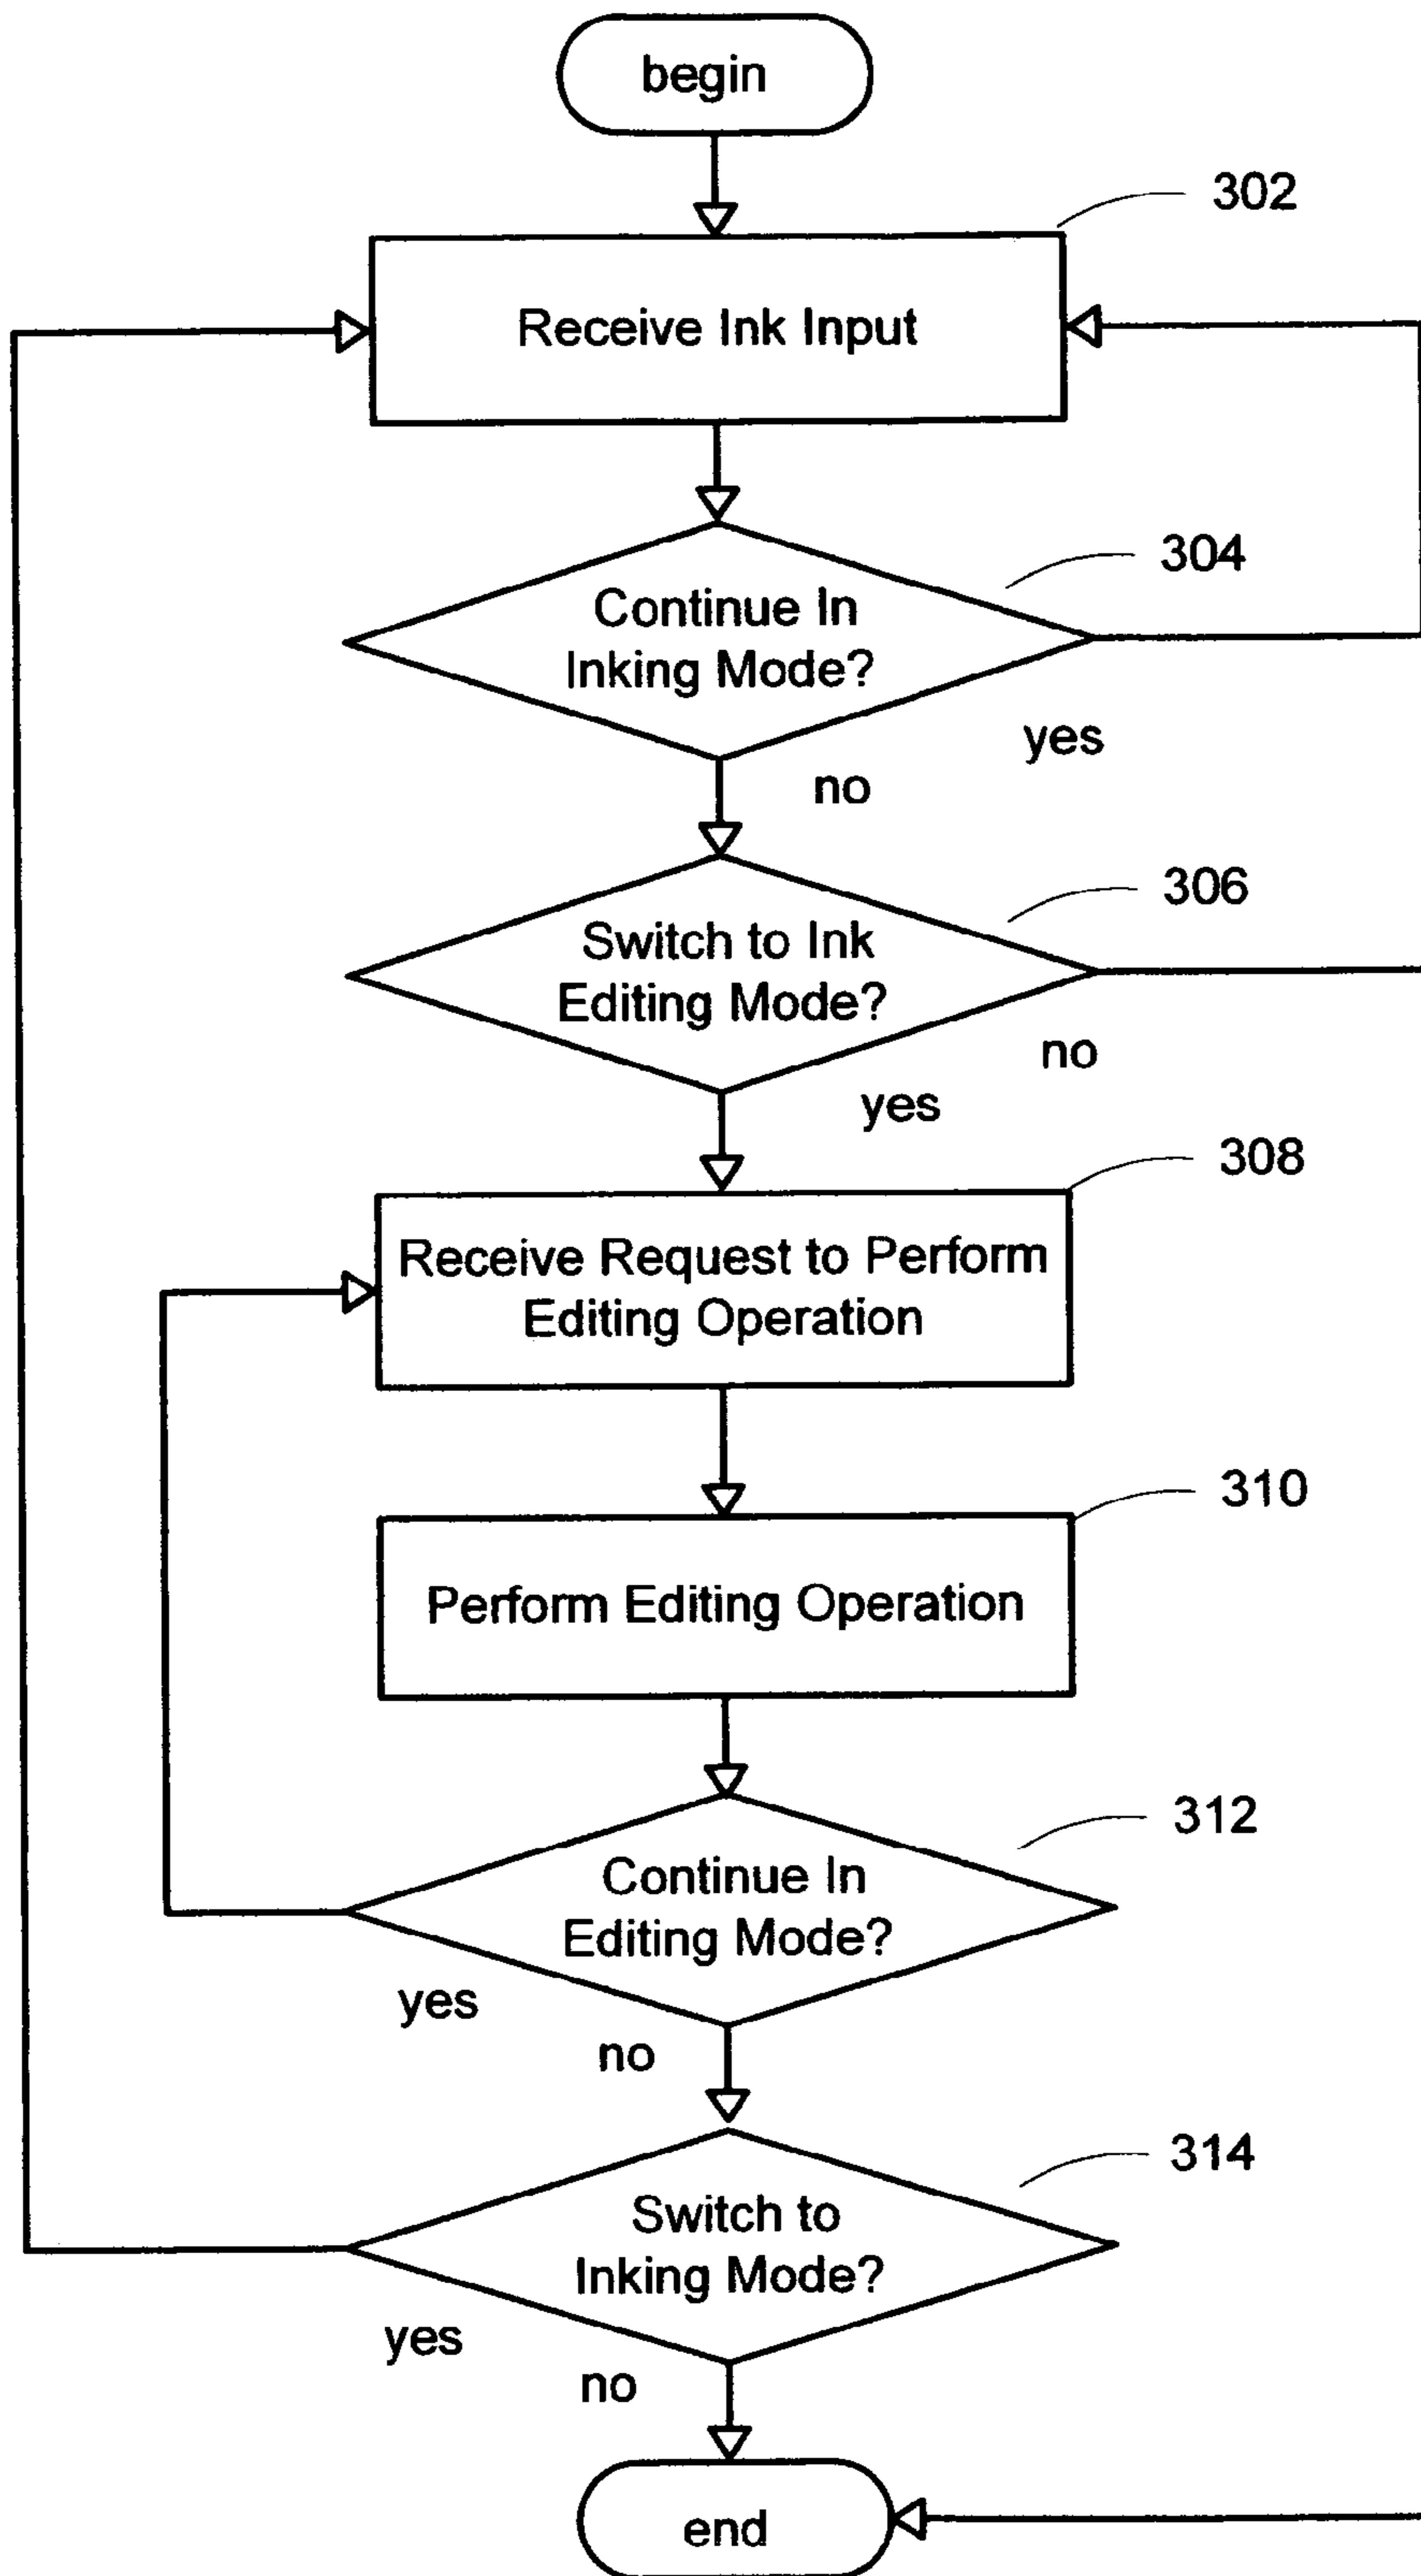 begin
302
Receive Ink Input
304
Continue In
Inking Mode?
yes
no
306
Switch to Ink
Editing Mode?
no
yes
308
Receive Request to Perform
Editing Operation
310
Perform Editing Operation
312
Continue In
Editing Mode?
yes
no
314
Switch to
Inking Mode?
yes
no
end